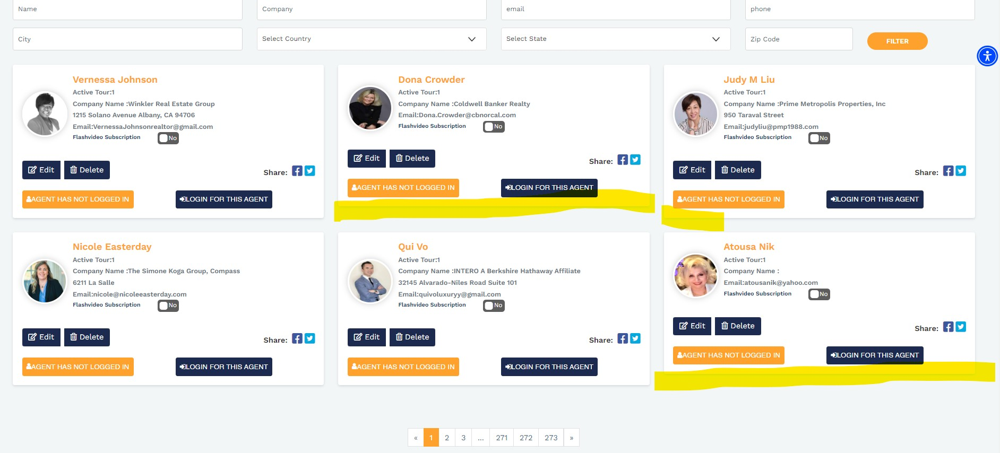 Name
Company
email
phone
City
Select Country
Select State
Zip Code
FILTER
Vernessa Johnson
Active Tour:1
Company Name :Winkler Real Estate Group
1215 Solano Avenue Albany, CA 94706
Email:VernessaJohnsonrealtor@gmail.com
Flashvideo Subscription No
Edit Delete
Share:
AGENT HAS NOT LOGGED IN
LOGIN FOR THIS AGENT
Dona Crowder
Active Tour:1
Company Name :Coldwell Banker Realty
Email:Dona.Crowder@cbnorcal.com
Flashvideo Subscription No
Edit Delete
Share:
AGENT HAS NOT LOGGED IN
LOGIN FOR THIS AGENT
Judy M Liu
Active Tour:1
Company Name :Prime Metropolis Properties, Inc
950 Taraval Street
Email:judyliu@pmp1988.com
Flashvideo Subscription No
Edit Delete
Share:
AGENT HAS NOT LOGGED IN
LOGIN FOR THIS AGENT
Nicole Easterday
Active Tour:1
Company Name :The Simone Koga Group, Compass
6211 La Salle
Email:nicole@nicoleeasterday.com
Flashvideo Subscription No
Edit Delete
Share:
AGENT HAS NOT LOGGED IN
LOGIN FOR THIS AGENT
Qui Vo
Active Tour:1
Company Name :INTERO A Berkshire Hathaway Affiliate
32145 Alvarado-Niles Road Suite 101
Email:quivoluxuryy@gmail.com
Flashvideo Subscription No
Edit Delete
Share:
AGENT HAS NOT LOGGED IN
LOGIN FOR THIS AGENT
Atousa Nik
Active Tour:1
Company Name :
Email:atousanik@yahoo.com
Flashvideo Subscription No
Edit Delete
Share:
AGENT HAS NOT LOGGED IN
LOGIN FOR THIS AGENT
« 1 2 3 ... 271 272 273 »